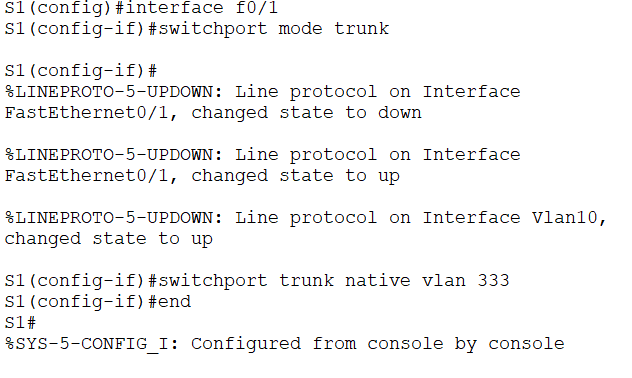 S1(config)#interface f0/1
S1(config-if)#switchport mode trunk
S1(config-if)#
%LINEPROTO-5-UPDOWN: Line protocol on Interface
FastEthernet0/1, changed state to down
%LINEPROTO-5-UPDOWN: Line protocol on Interface
FastEthernet0/1, changed state to up
%LINEPROTO-5-UPDOWN: Line protocol on Interface Vlan10,
changed state to up
S1(config-if)#switchport trunk native vlan 333
S1(config-if)#end
S1#
%SYS-5-CONFIG_I: Configured from console by console